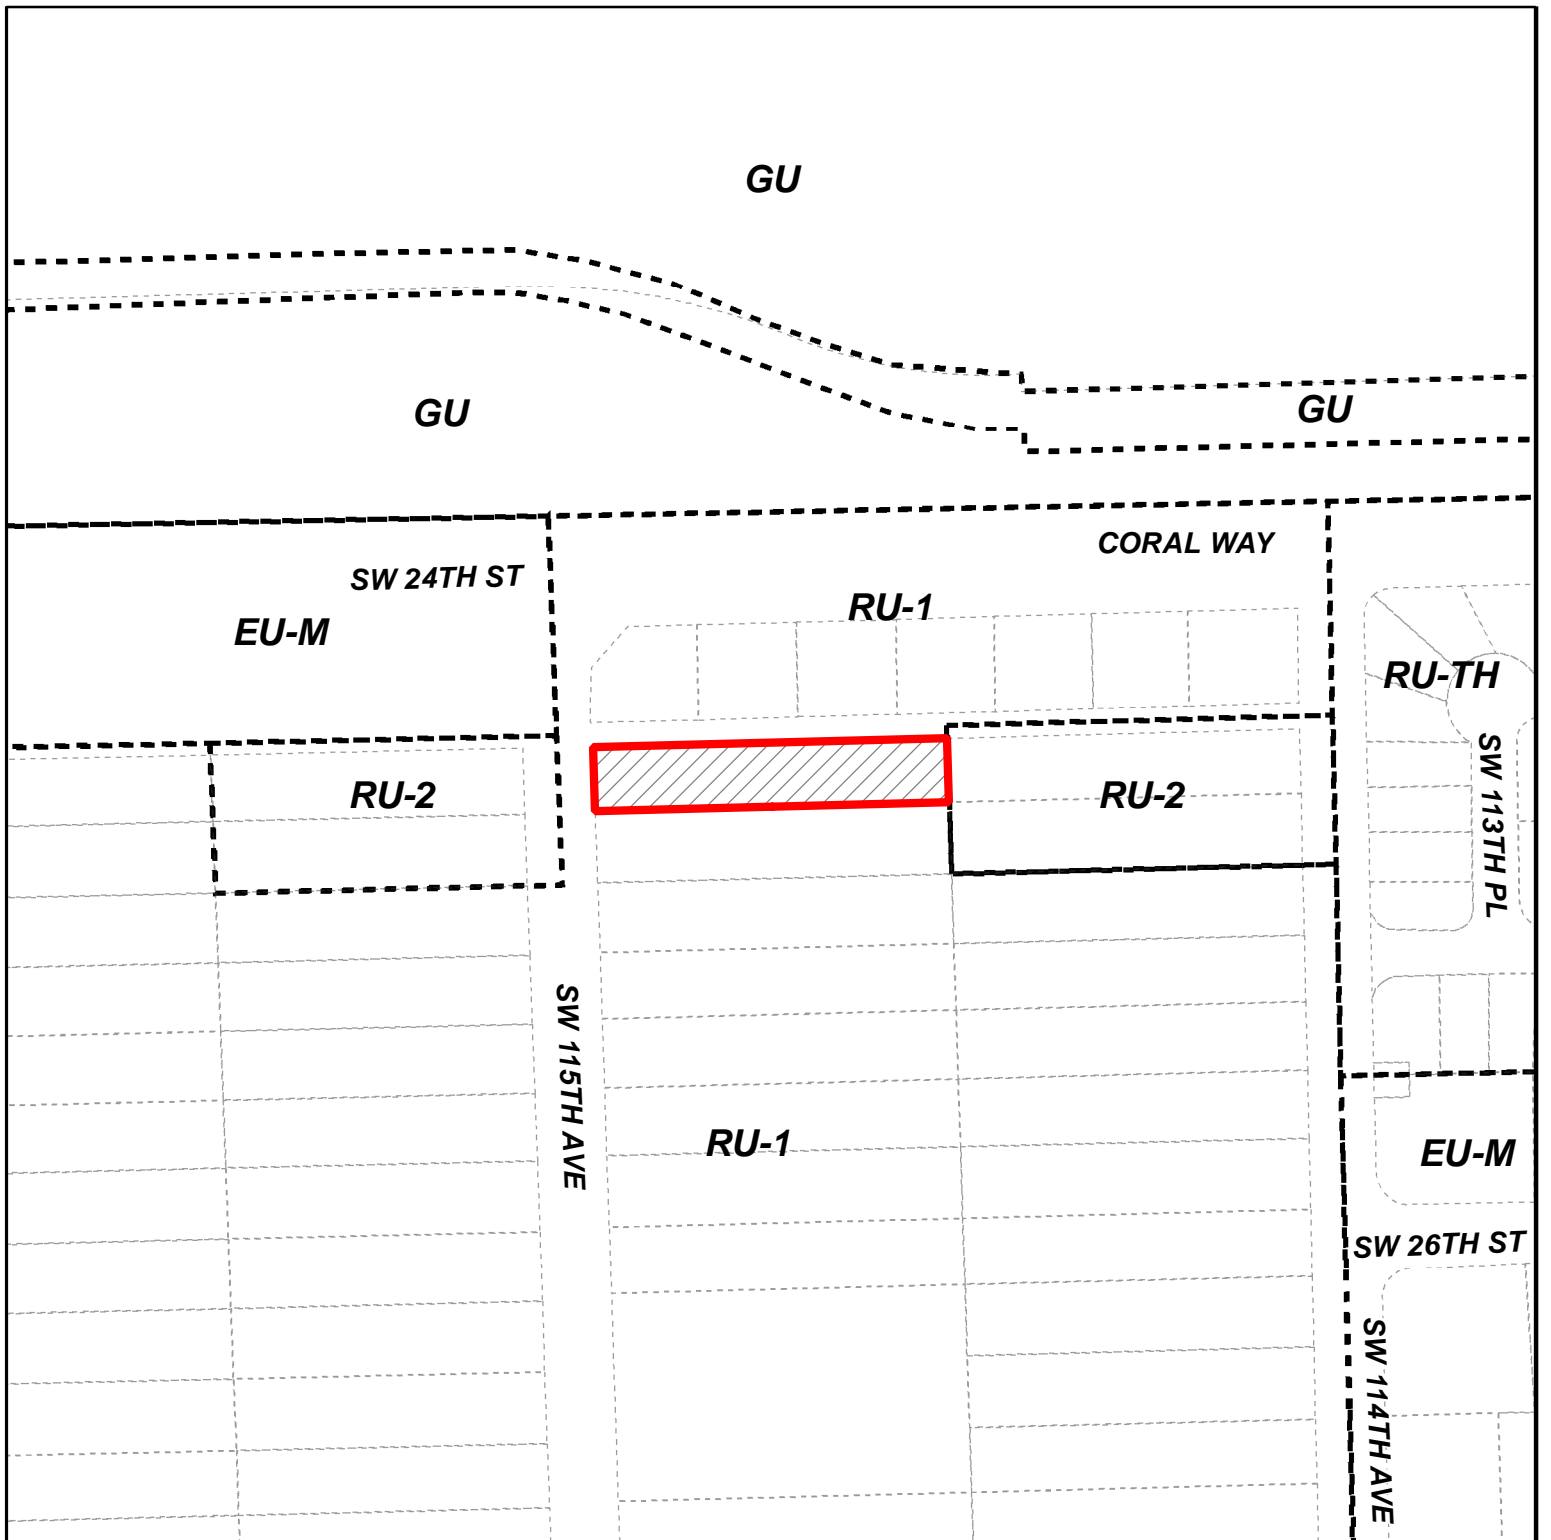 GU
GU
GU
CORAL WAY
SW 24TH ST
RU-1
EU-M
RU-TH
RU-2
RU-2
SW 113TH PL
SW 115TH AVE
RU-1
EU-M
SW 26TH ST
SW 114TH AVE